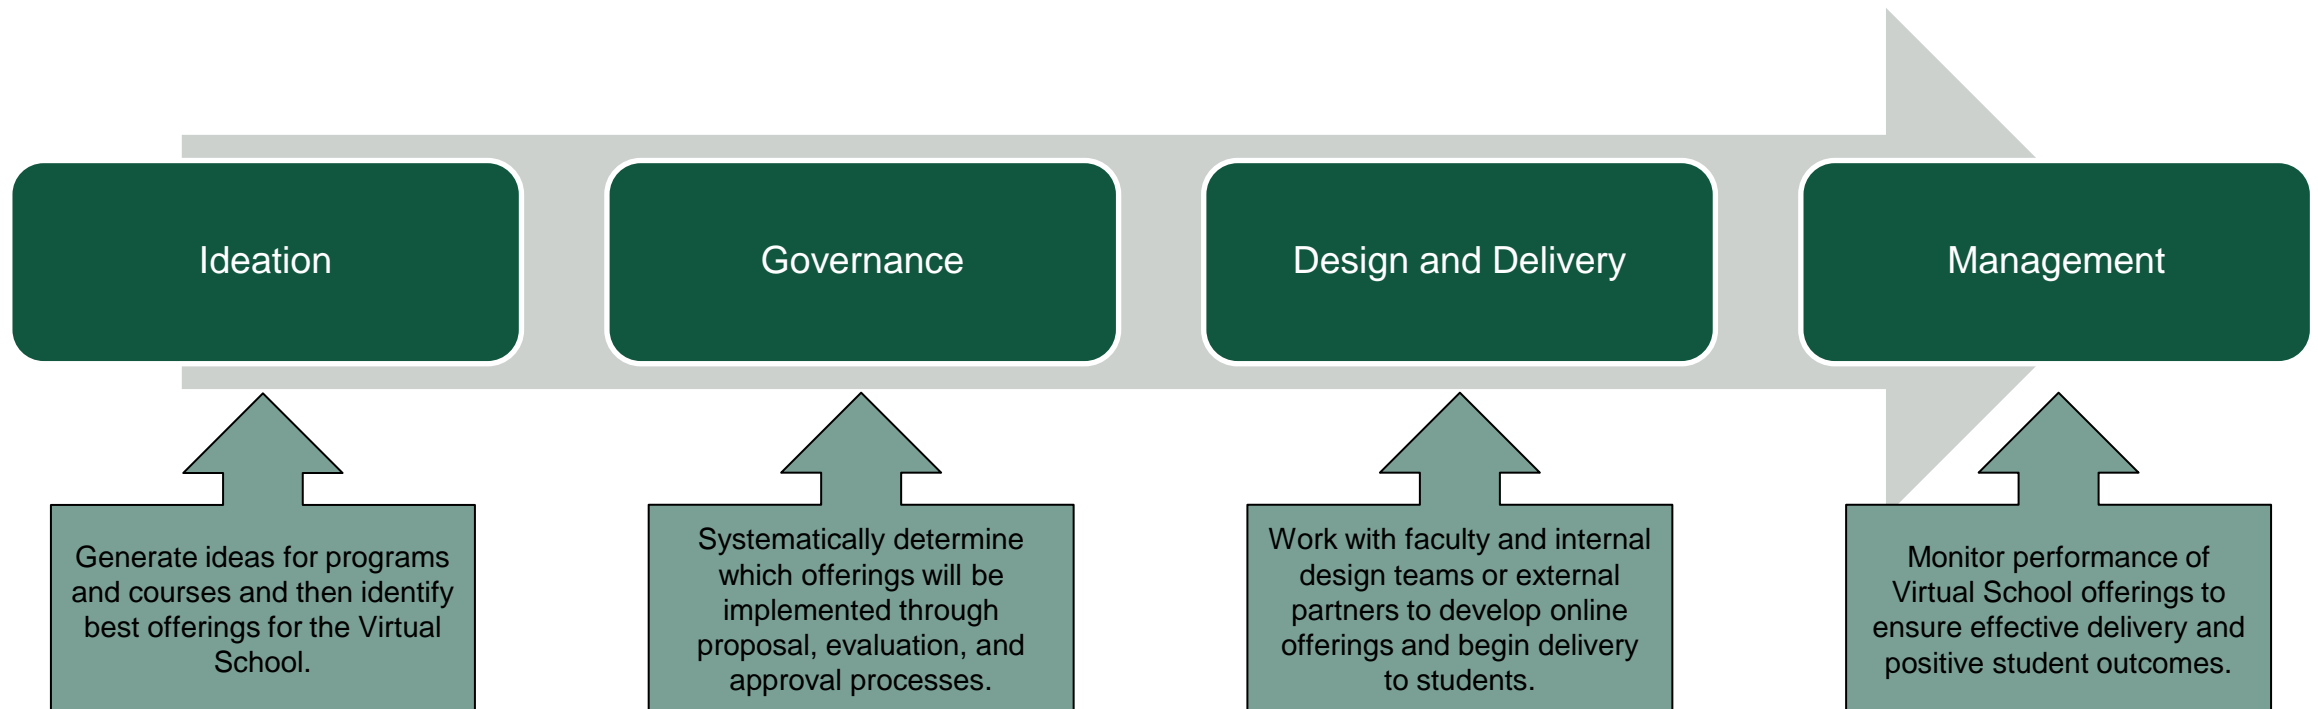 Ideation
Governance
Design and Delivery
Management
Generate ideas for programs
and courses and then identify
best offerings for the Virtual
School.
Systematically determine
which offerings will be
implemented through
proposal, evaluation, and
approval processes.
Work with faculty and internal
design teams or external
partners to develop online
offerings and begin delivery
to students.
Monitor performance of
Virtual School offerings to
ensure effective delivery and
positive student outcomes.